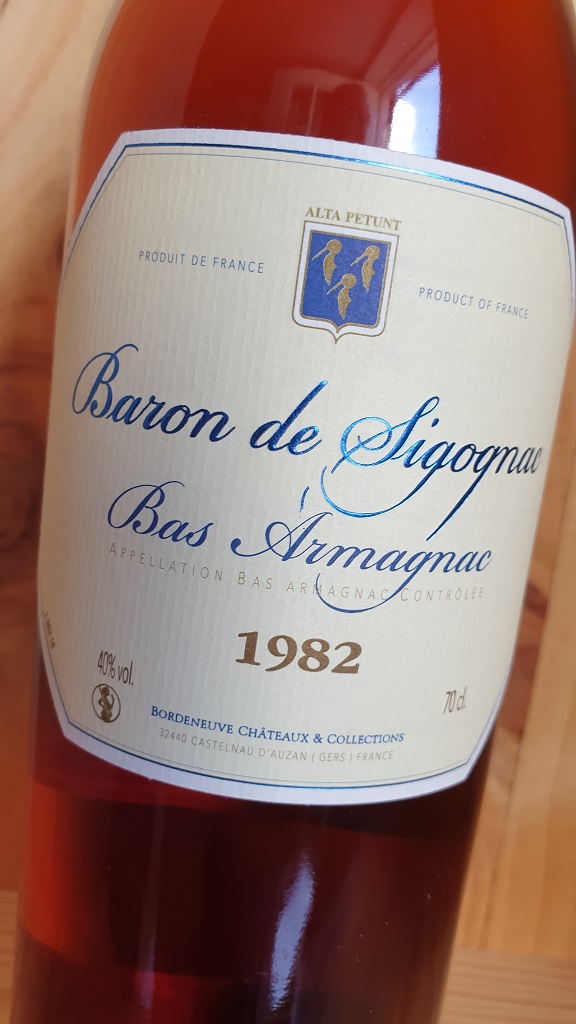 ALTA PETUNT
PRODUIT DE FRANCE
PRODUCT OF FRANCE
Baron de Sigognac
Bas Armagnac
APPELLATION BAS ARMAGNAC CONTRÔLÉE
1982
40% vol.
70 cl.
BORDENEUVE CHÂTEAUX & COLLECTIONS
32440 CASTELNAU D'AUZAN ( GERS ) FRANCE